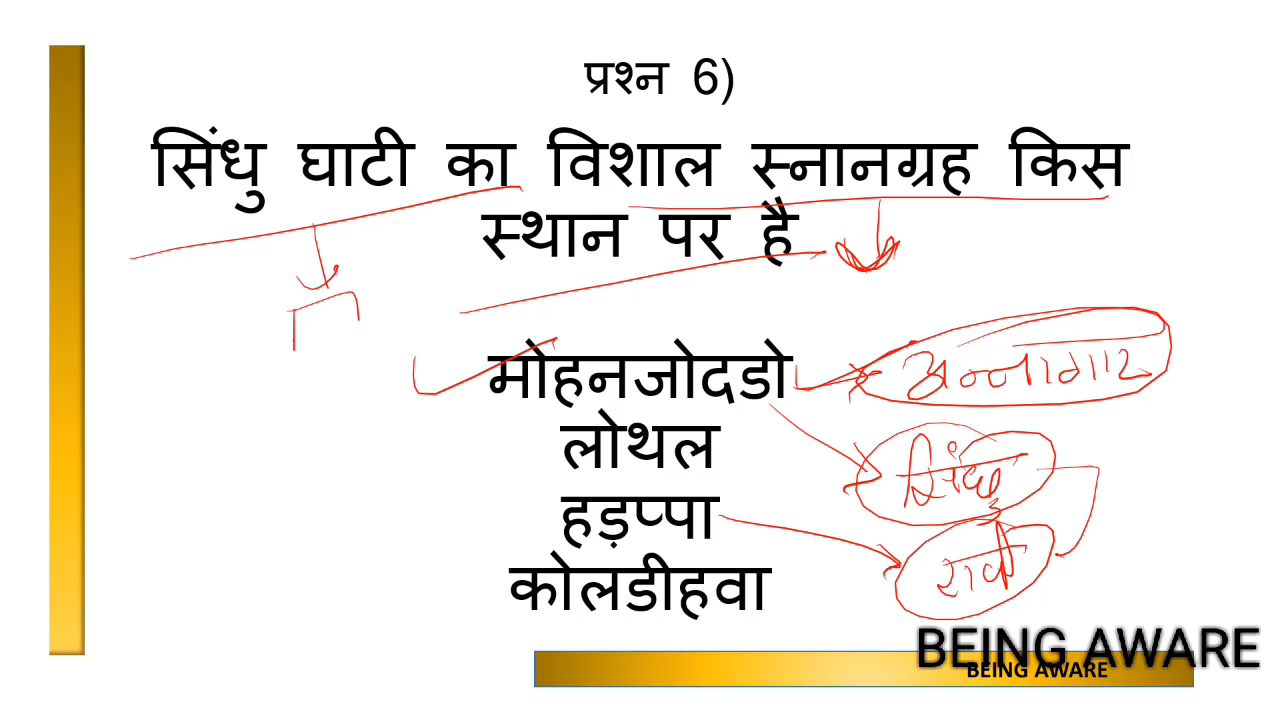 प्रश्न 6)
सिंधु घाटी का विशाल स्नानग्रह किस
स्थान पर है
मोहनजोदडो
अन्नागार
लोथल
सिंधु
हड़प्पा
रावी
कोलडीहवा
BEING AWARE
BEING AWARE